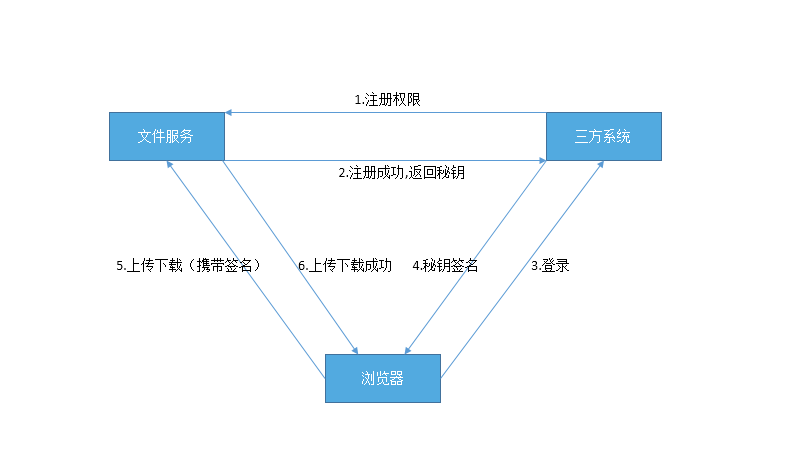 1.注册权限
文件服务
三方系统
2.注册成功,返回秘钥
5.上传下载（携带签名）
6.上传下载成功
4.秘钥签名
3.登录
浏览器